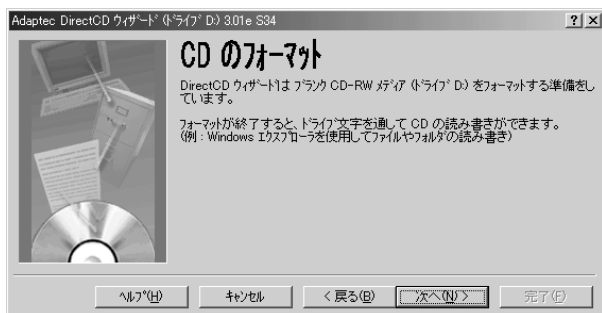 Adaptec DirectCD ウィザード (ドライブ D:) 3.01e S34
CD のフォーマット
DirectCD ウィザードは ブランク CD-RW メディア (ドライブ D:) をフォーマットする準備をし
ています。
フォーマットが終了すると、ドライブ文字を通して CD の読み書きができます。
(例 : Windows エクスプローラを使用してファイルやフォルダの読み書き)
ヘルプ(H)
キャンセル
< 戻る(B)
次へ(N) >
完了(F)